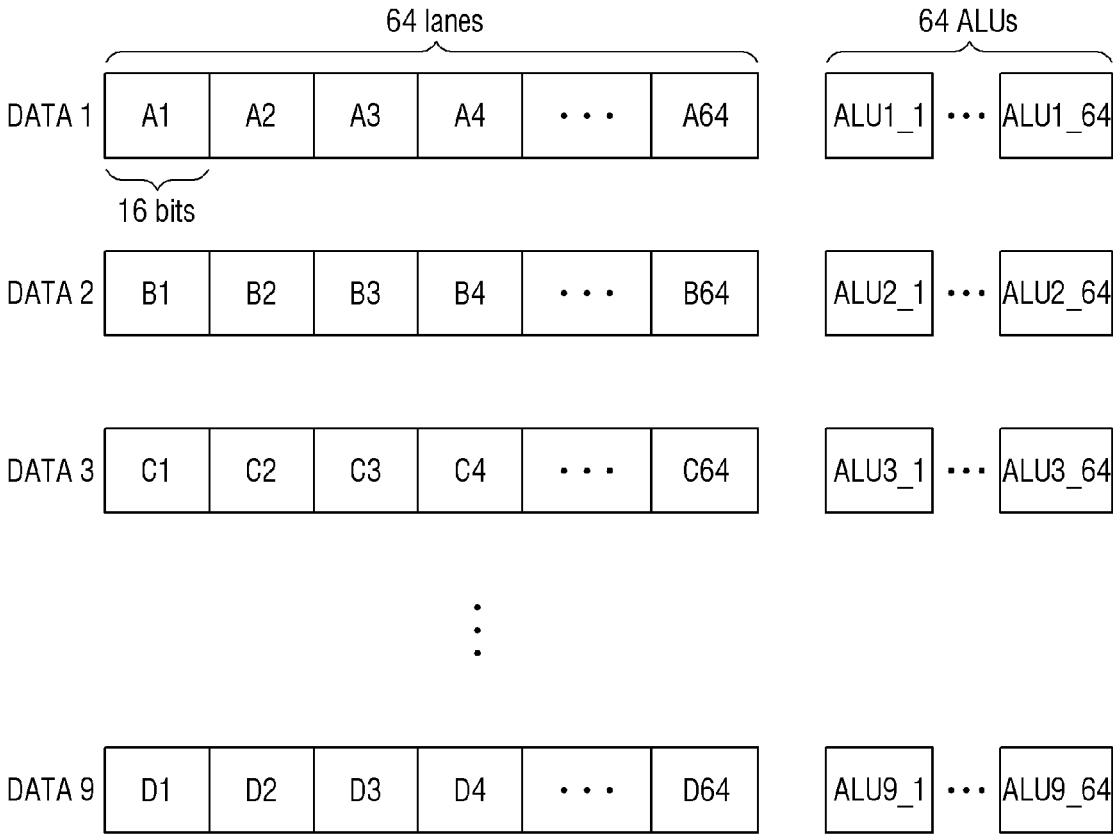 64 lanes 64 ALUs
DATA 1 A1 A2 A3 A4 ··· A64 ALU1_1 ··· ALU1_64
16 bits
DATA 2 B1 B2 B3 B4 ··· B64 ALU2_1 ··· ALU2_64
DATA 3 C1 C2 C3 C4 ··· C64 ALU3_1 ··· ALU3_64
DATA 9 D1 D2 D3 D4 ··· D64 ALU9_1 ··· ALU9_64